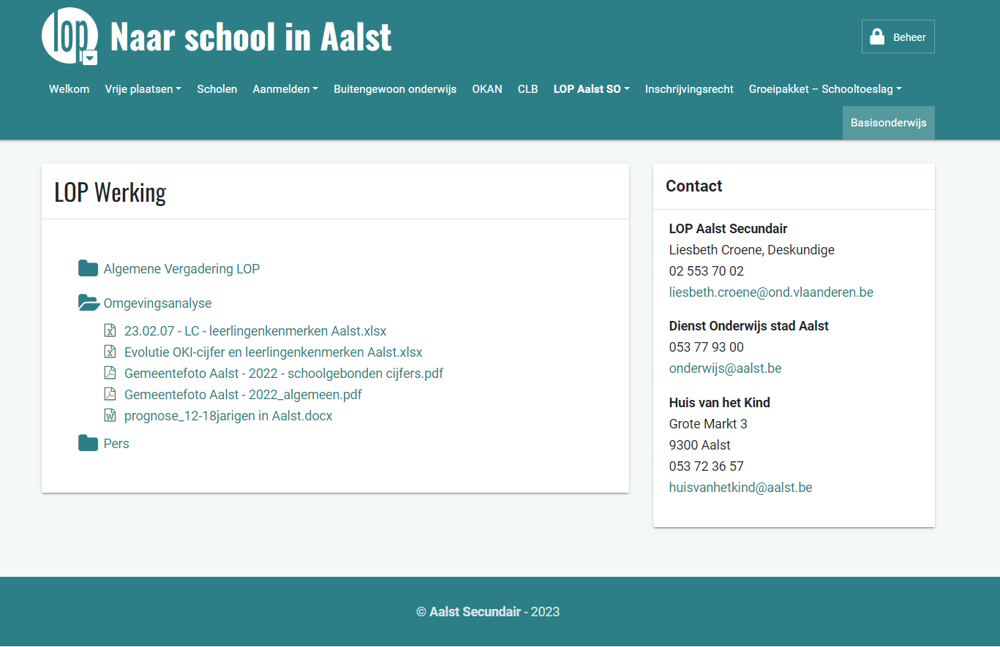 lop Naar school in Aalst
Beheer
Welkom Vrije plaatsen Scholen Aanmelden Buitengewoon onderwijs OKAN CLB LOP Aalst SO Inschrijvingsrecht Groeipakket – Schooltoeslag
Basisonderwijs
LOP Werking
Algemene Vergadering LOP
Omgevingsanalyse
23.02.07 - LC - leerlingenkenmerken Aalst.xlsx
Evolutie OKI-cijfer en leerlingenkenmerken Aalst.xlsx
Gemeentefoto Aalst - 2022 - schoolgebonden cijfers.pdf
Gemeentefoto Aalst - 2022_algemeen.pdf
prognose_12-18jarigen in Aalst.docx
Pers
Contact
LOP Aalst Secundair
Liesbeth Croene, Deskundige
02 553 70 02
liesbeth.croene@ond.vlaanderen.be
Dienst Onderwijs stad Aalst
053 77 93 00
onderwijs@aalst.be
Huis van het Kind
Grote Markt 3
9300 Aalst
053 72 36 57
huisvanhetkind@aalst.be
© Aalst Secundair - 2023